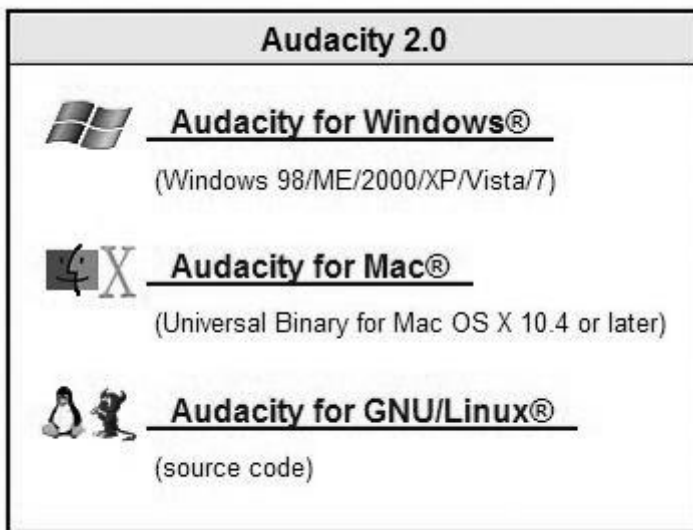 Audacity 2.0
Audacity for Windows®
(Windows 98/ME/2000/XP/Vista/7)
X Audacity for Mac®
(Universal Binary for Mac OS X 10.4 or later)
Audacity for GNU/Linux®
(source code)